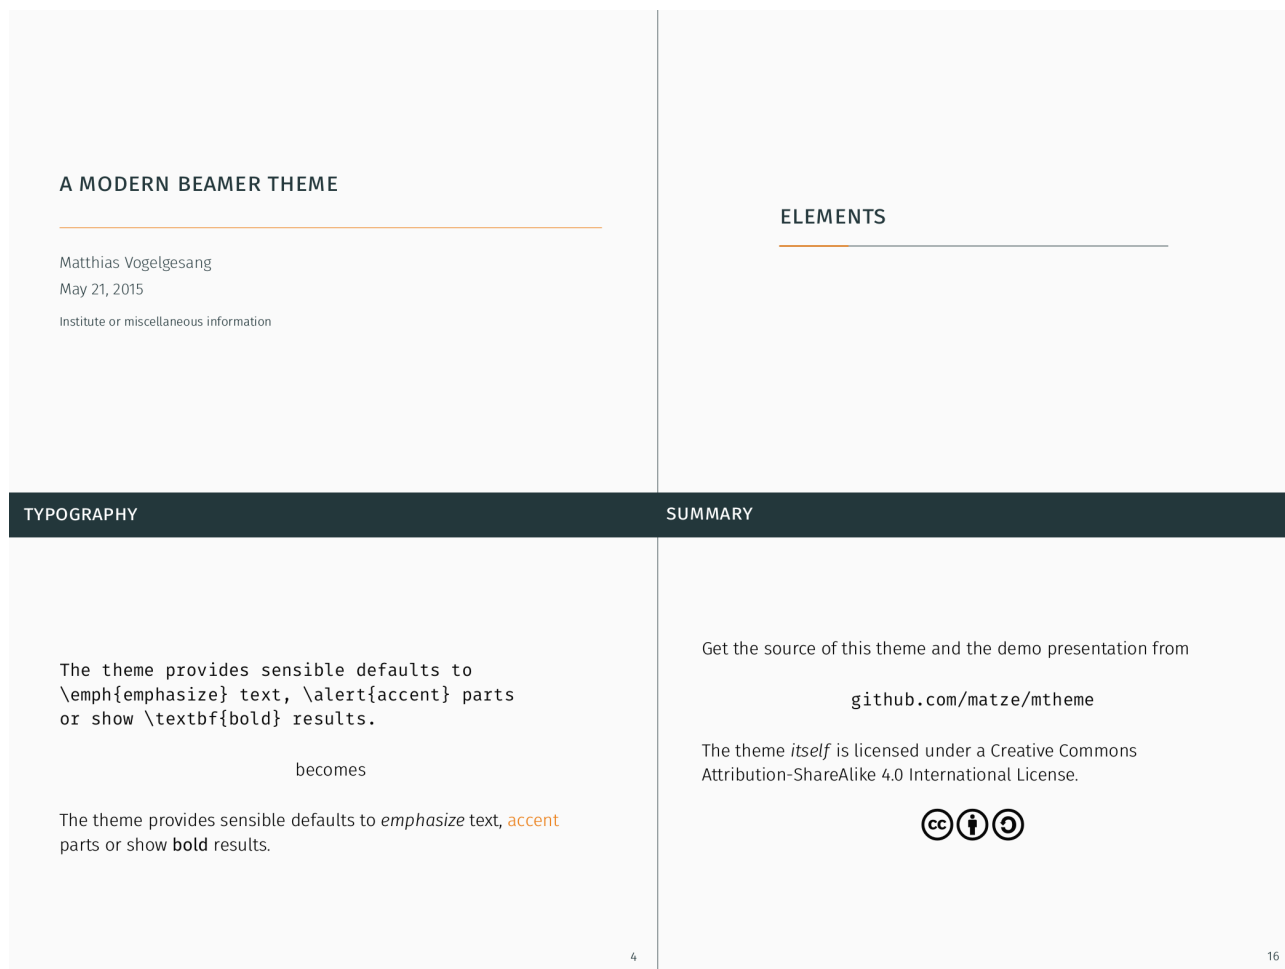 A MODERN BEAMER THEME
Matthias Vogelgesang
May 21, 2015
Institute or miscellaneous information
ELEMENTS
TYPOGRAPHY
The theme provides sensible defaults to
\emph{emphasize} text, \alert{accent} parts
or show \textbf{bold} results.
becomes
The theme provides sensible defaults to emphasize text, accent
parts or show bold results.
4
SUMMARY
Get the source of this theme and the demo presentation from
github.com/matze/mtheme
The theme itself is licensed under a Creative Commons
Attribution-ShareAlike 4.0 International License.
cc
16